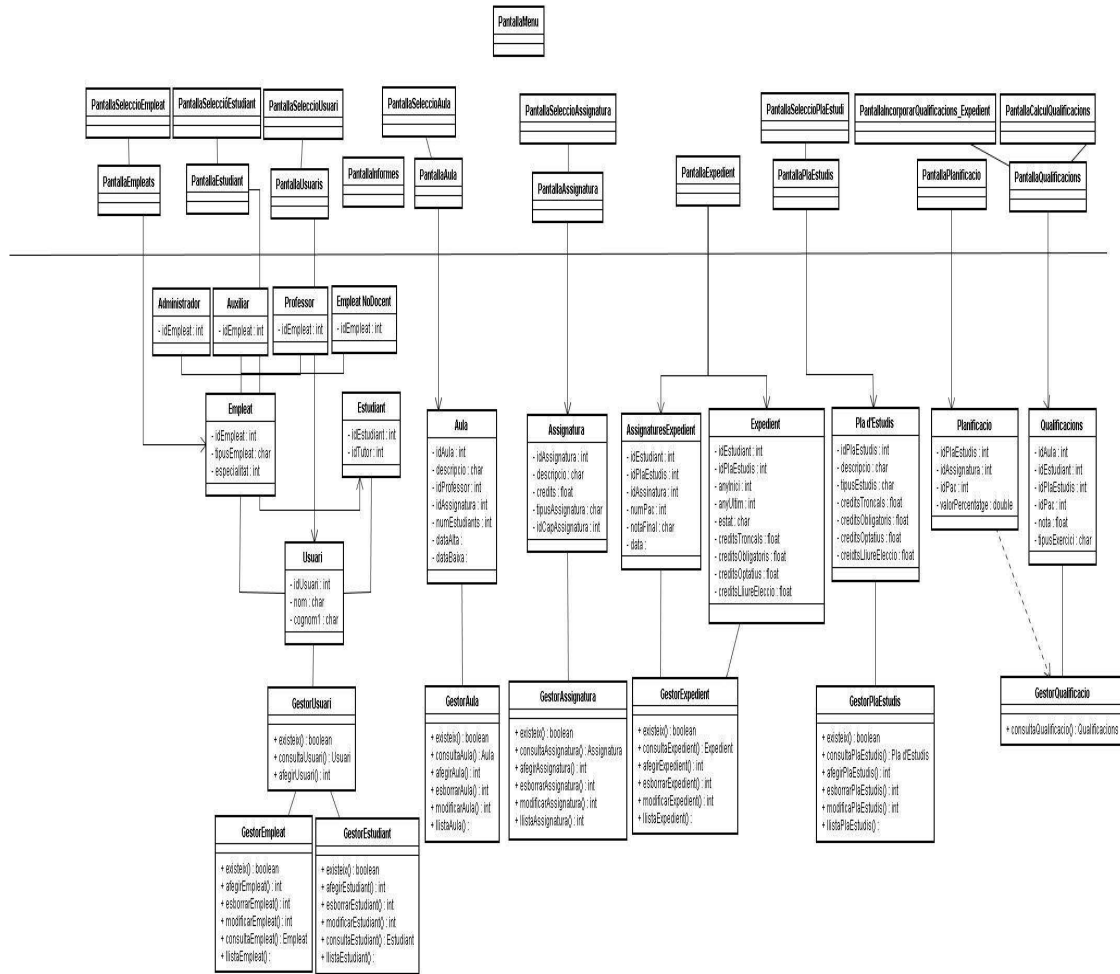 PantallaMenu
PantallaSeleccioEmpleat
PantallaSeleccióEstudiant
PantallaSeleccioUsuari
PantallaSeleccioAula
PantallaSeleccioAssignatura
PantallaSeleccioPlaEstudi
PantallaIncorporarQualificacions_Expedient
PantallaCalculQualificacions
PantallaEmpleats
PantallaEstudiant
PantallaUsuaris
PantallaInformes
PantallaAula
PantallaAssignatura
PantallaExpedient
PantallaPlaEstudis
PantallaPlanificatio
PantallaQualificacions
Administrador
- idEmpleat : int
Auxiliar
- idEmpleat : int
Professor
- idEmpleat : int
Empleat NoDocent
- idEmpleat : int
Empleat
- idEmpleat : int
- tipusEmpleat : char
- especialitat : int
Estudiant
- idEstudiant : int
- idTutor : int
Usuari
- idUsuari : int
- nom : char
- cognom1 : char
Aula
- idAula : int
- descripcio : char
- idProfessor : int
- idAssignatura : int
- numEstudiants : int
- dataAlta :
- dataBaixa :
Assignatura
- idAssignatura : int
- descripcio : char
- credits : float
- tipusAssignatura : char
- idCapAssignatura : int
AssignaturesExpedient
- idEstudiant : int
- idPlaEstudis : int
- idAssinatura : int
- numPac : int
- notaFinal : char
- data :
Expedient
- idEstudiant : int
- idPlaEstudis : int
- anyInici : int
- anyUltim : int
- estat : char
- creditsTroncals : float
- creditsObligatoris : float
- creditsOptatius : float
- creditsLliureEleccio : float
Pla d'Estudis
- idPlaEstudis : int
- descripcio : char
- tipusEstudis : char
- creditsTroncals : float
- creditsObligatoris : float
- creditsOptatius : float
- creidtsLliureEleccio : float
Planificacio
- idPlaEstudis : int
- idAssignatura : int
- idPac : int
- valorPercentatge : double
Qualificacions
- idAula : int
- idEstudiant : int
- idPlaEstudis : int
- idPac : int
- nota : float
- tipusExercici : char
GestorUsuari
+ existeix() : boolean
+ consultaUsuari() : Usuari
+ afegirUsuari() : int
GestorEmpleat
+ existeix() : boolean
+ afegirEmpleat() : int
+ esborrarEmpleat() : int
+ modificarEmpleat() : int
+ consultaEmpleat() : Empleat
+ llistaEmpleat() :
GestorEstudiant
+ existeix() : boolean
+ afegirEstudiant() : int
+ esborrarEstudiant() : int
+ modificarEstudiant() : int
+ consultaEstudiant() : Estudiant
+ llistaEstudiant() :
GestorAula
+ existeix() : boolean
+ consultaAula() : Aula
+ afegirAula() : int
+ esborrarAula() : int
+ modificarAula() : int
+ llistaAula() :
GestorAssignatura
+ existeix() : boolean
+ consultaAssignatura() : Assignatura
+ afegirAssignatura() : int
+ esborrarAssignatura() : int
+ modificarAssignatura() : int
+ llistaAssignatura() : int
GestorExpedient
+ existeix() : boolean
+ consultaExpedient() : Expedient
+ afegirExpedient() : int
+ esborrarExpedient() : int
+ modificarExpedient() : int
+ llistaExpedient() :
GestorPlaEstudis
+ existeix() : boolean
+ consultaPlaEstudis() : Pla d'Estudis
+ afegirPlaEstudis() : int
+ esborrarPlaEstudis() : int
+ modificaPlaEstudis() : int
+ llistaPlaEstudis() :
GestorQualificacio
+ consultaQualificacio() : Qualificacions